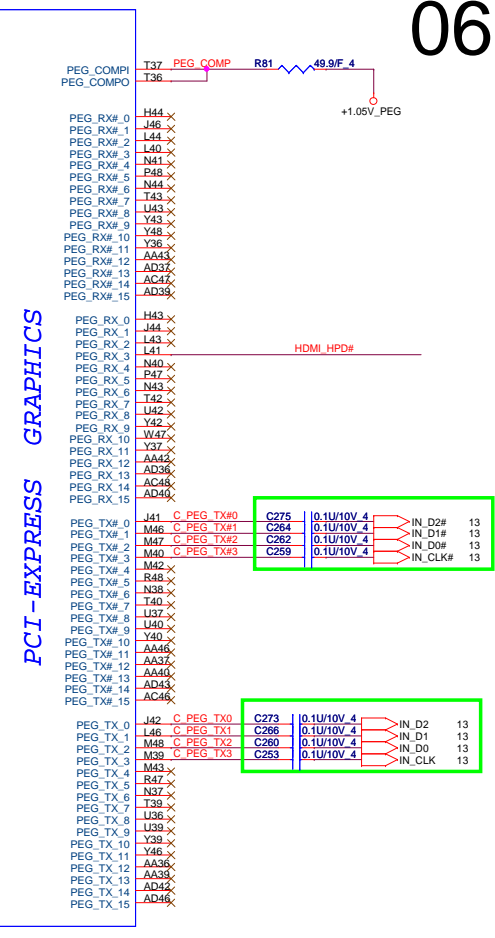 06
PEG_COMPI T37 PEG_COMP R81 49.9/F_4
PEG_COMPO T36
+1.05V_PEG
PEG_RX#_0 H44
PEG_RX#_1 J46
PEG_RX#_2 L44
PEG_RX#_3 L40
PEG_RX#_4 N41
PEG_RX#_5 P48
PEG_RX#_6 N44
PEG_RX#_7 T43
PEG_RX#_8 U43
PEG_RX#_9 Y43
PEG_RX#_10 Y48
PEG_RX#_11 Y36
PEG_RX#_12 AA43
PEG_RX#_13 AD37
PEG_RX#_14 AC47
PEG_RX#_15 AD39
PEG_RX_0 H43
PEG_RX_1 J44
PEG_RX_2 L43
PEG_RX_3 L41 HDMI_HPD#
PEG_RX_4 N40
PEG_RX_5 P47
PEG_RX_6 N43
PEG_RX_7 T42
PEG_RX_8 U42
PEG_RX_9 Y42
PEG_RX_10 W47
PEG_RX_11 Y37
PEG_RX_12 AA42
PEG_RX_13 AD36
PEG_RX_14 AC48
PEG_RX_15 AD40
PCI-EXPRESS GRAPHICS
PEG_TX#_0 J41 C_PEG_TX#0 C275 0.1U/10V_4 IN_D2# 13
PEG_TX#_1 M46 C_PEG_TX#1 C264 0.1U/10V_4 IN_D1# 13
PEG_TX#_2 M47 C_PEG_TX#2 C262 0.1U/10V_4 IN_D0# 13
PEG_TX#_3 M40 C_PEG_TX#3 C259 0.1U/10V_4 IN_CLK# 13
PEG_TX#_4 M42
PEG_TX#_5 R48
PEG_TX#_6 N38
PEG_TX#_7 T40
PEG_TX#_8 U37
PEG_TX#_9 U40
PEG_TX#_10 Y40
PEG_TX#_11 AA46
PEG_TX#_12 AA37
PEG_TX#_13 AA40
PEG_TX#_14 AD43
PEG_TX#_15 AC46
PEG_TX_0 J42 C_PEG_TX0 C273 0.1U/10V_4 IN_D2 13
PEG_TX_1 L46 C_PEG_TX1 C266 0.1U/10V_4 IN_D1 13
PEG_TX_2 M48 C_PEG_TX2 C260 0.1U/10V_4 IN_D0 13
PEG_TX_3 M39 C_PEG_TX3 C253 0.1U/10V_4 IN_CLK 13
PEG_TX_4 M43
PEG_TX_5 R47
PEG_TX_6 N37
PEG_TX_7 T39
PEG_TX_8 U36
PEG_TX_9 U39
PEG_TX_10 Y39
PEG_TX_11 Y46
PEG_TX_12 AA36
PEG_TX_13 AA39
PEG_TX_14 AD42
PEG_TX_15 AD46